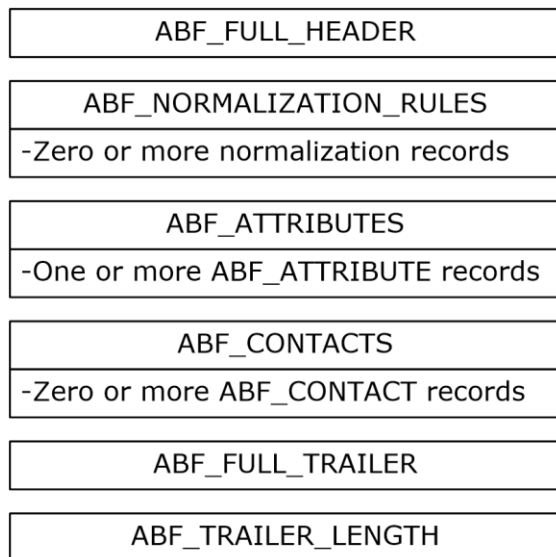 ABF_FULL_HEADER
ABF_NORMALIZATION_RULES
-Zero or more normalization records
ABF_ATTRIBUTES
-One or more ABF_ATTRIBUTE records
ABF_CONTACTS
-Zero or more ABF_CONTACT records
ABF_FULL_TRAILER
ABF_TRAILER_LENGTH